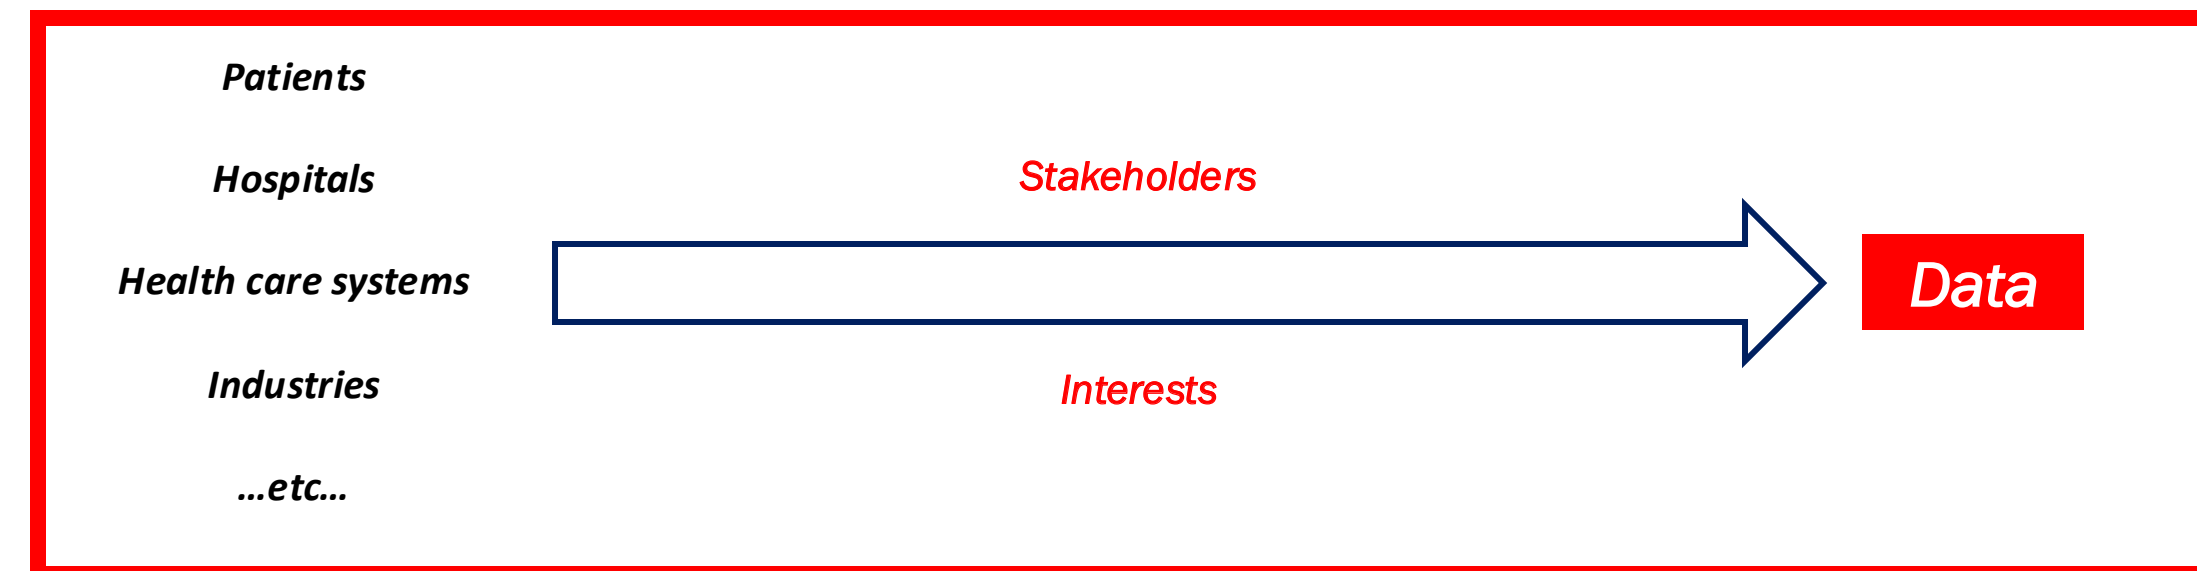 Patients
Hospitals
Health care systems
Industries
…etc…
Stakeholders
Interests
Data